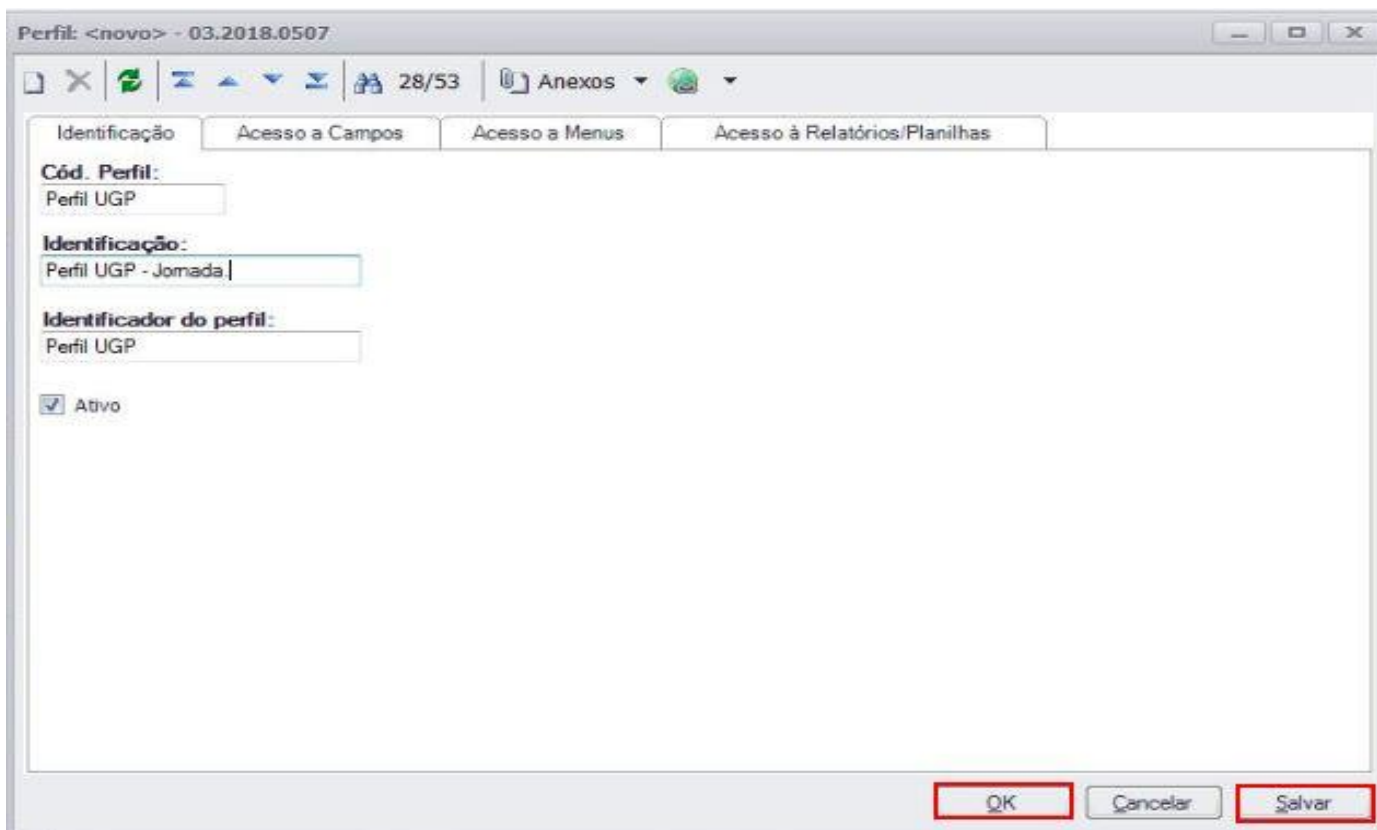 Perfil: <novo> - 03.2018.0507
28/53 Anexos
Identificação Acesso a Campos Acesso a Menus Acesso à Relatórios/Planilhas
Cód. Perfil:
Perfil UGP
Identificação:
Perfil UGP - Jornada.
Identificador do perfil:
Perfil UGP
Ativo
OK Cancelar Salvar